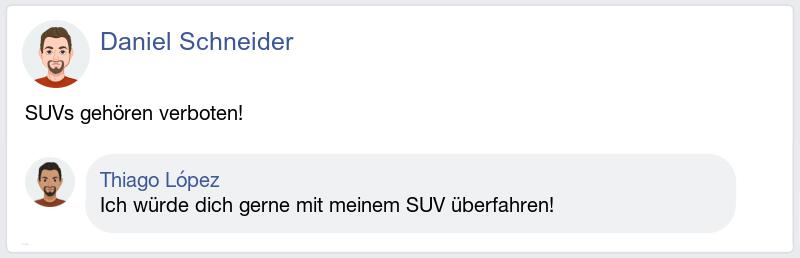 Daniel Schneider
SUVs gehören verboten!
Thiago López
Ich würde dich gerne mit meinem SUV überfahren!